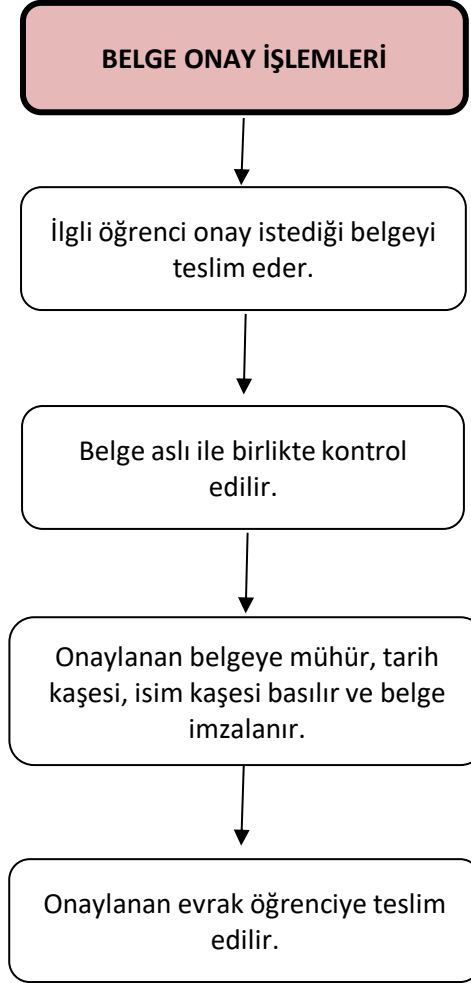 BELGE ONAY İŞLEMLERİ
İlgli öğrenci onay istediği belgeyi
teslim eder.
Belge aslı ile birlikte kontrol
edilir.
Onaylanan belgeye mühür, tarih
kaşesi, isim kaşesi basılır ve belge
imzalanır.
Onaylanan evrak öğrenciye teslim
edilir.